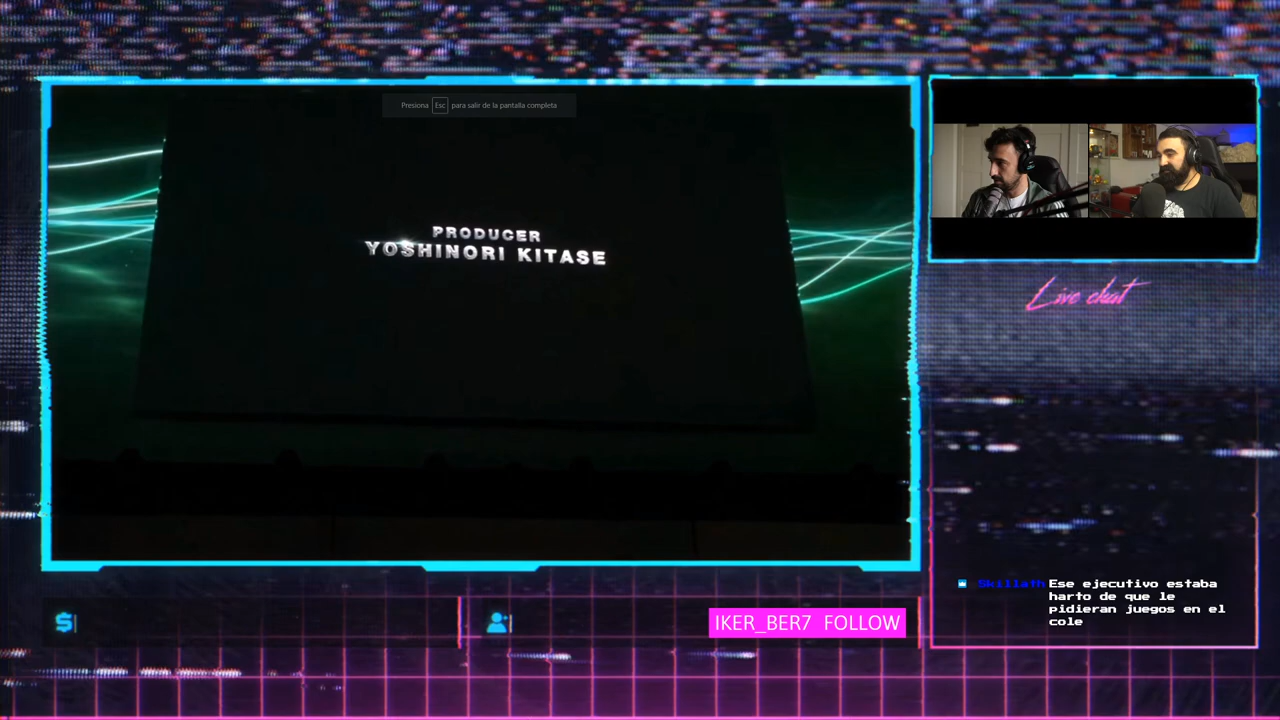 Presiona Esc para salir de la pantalla completa
PRODUCER
YOSHINORI KITASE
Live chat
Skillath Ese ejecutivo estaba
harto de que le
pidieran juegos en el
cole
IKER_BER7 FOLLOW